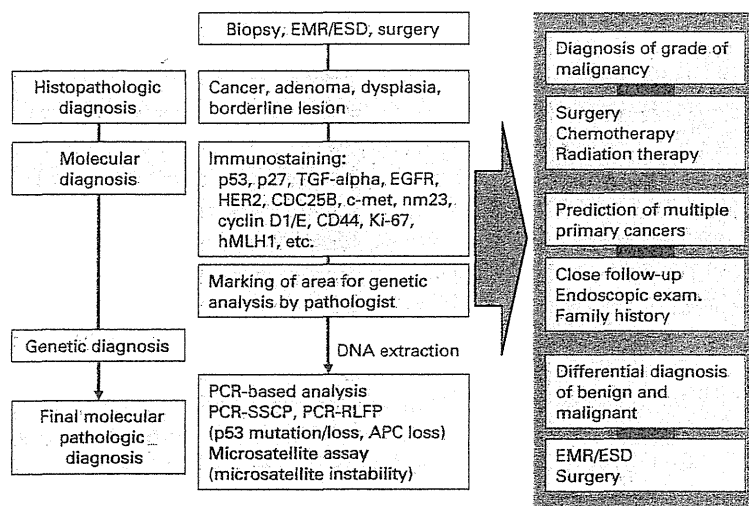 Biopsy, EMR/ESD, surgery
Histopathologic
diagnosis
Cancer, adenoma, dysplasia,
borderline lesion
Molecular
diagnosis
Immunostaining:
p53, p27, TGF-alpha, EGFR,
HER2, CDC25B, c-met, nm23,
cyclin D1/E, CD44, Ki-67,
hMLH1, etc.
Marking of area for genetic
analysis by pathologist
Genetic diagnosis
DNA extraction
Final molecular
pathologic
diagnosis
PCR-based analysis
PCR-SSCP, PCR-RLFP
(p53 mutation/loss, APC loss)
Microsatellite assay
(microsatellite instability)
Diagnosis of grade of
malignancy
Surgery
Chemotherapy
Radiation therapy
Prediction of multiple
primary cancers
Close follow-up
Endoscopic exam.
Family history
Differential diagnosis
of benign and
malignant
EMR/ESD
Surgery